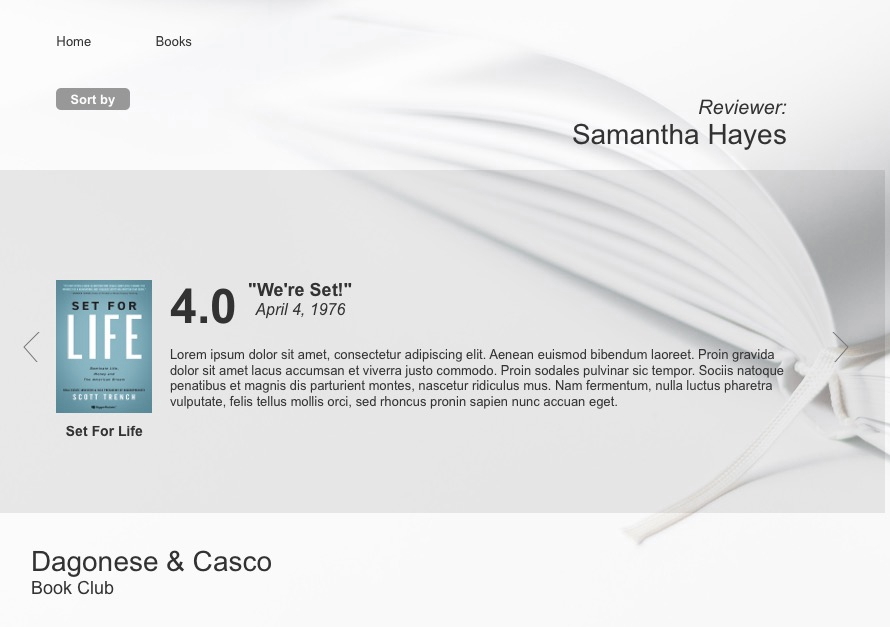 Home
Books
Sort by
Reviewer:
Samantha Hayes
SET FOR
LIFE
SCOTT TRENCH
Set For Life
4.0
"We're Set!"
April 4, 1976
Lorem ipsum dolor sit amet, consectetur adipiscing elit. Aenean euismod bibendum laoreet. Proin gravida
dolor sit amet lacus accumsan et viverra justo commodo. Proin sodales pulvinar sic tempor. Sociis natoque
penatibus et magnis dis parturient montes, nascetur ridiculus mus. Nam fermentum, nulla luctus pharetra
vulputate, felis tellus mollis orci, sed rhoncus pronin sapien nunc accuan eget.
Dagonese & Casco
Book Club